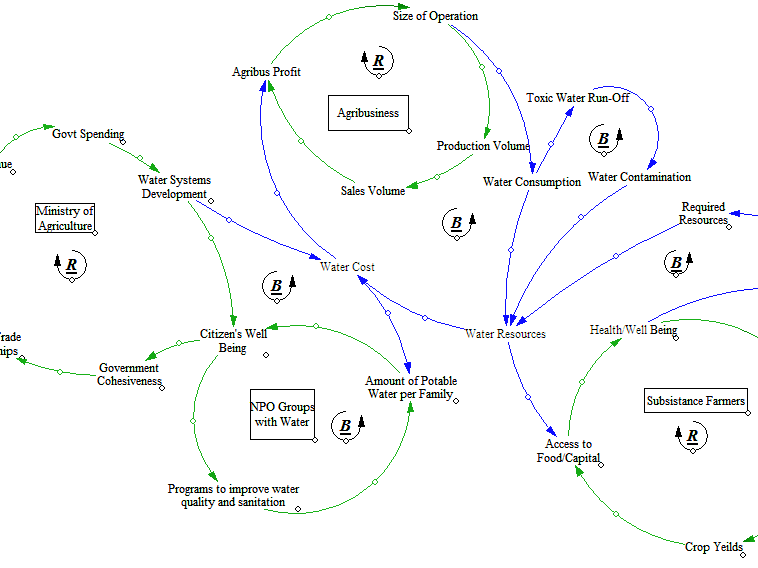 Size of Operation
Agribus Profit
R
Agribusiness
Toxic Water Run-Off
Govt Spending
B
Production Volume
Water Systems
Development
Sales Volume
Water Consumption
Water Contamination
Ministry of
Agriculture
R
B
Required
Resources
Water Cost
B
B
Citizen's Well
Being
Water Resources
Health/Well Being
Government
Cohesiveness
Amount of Potable
Water per Family
NPO Groups
with Water
B
Subsistance Farmers
R
Access to
Food/Capital
Programs to improve water
quality and sanitation
Crop Yeilds